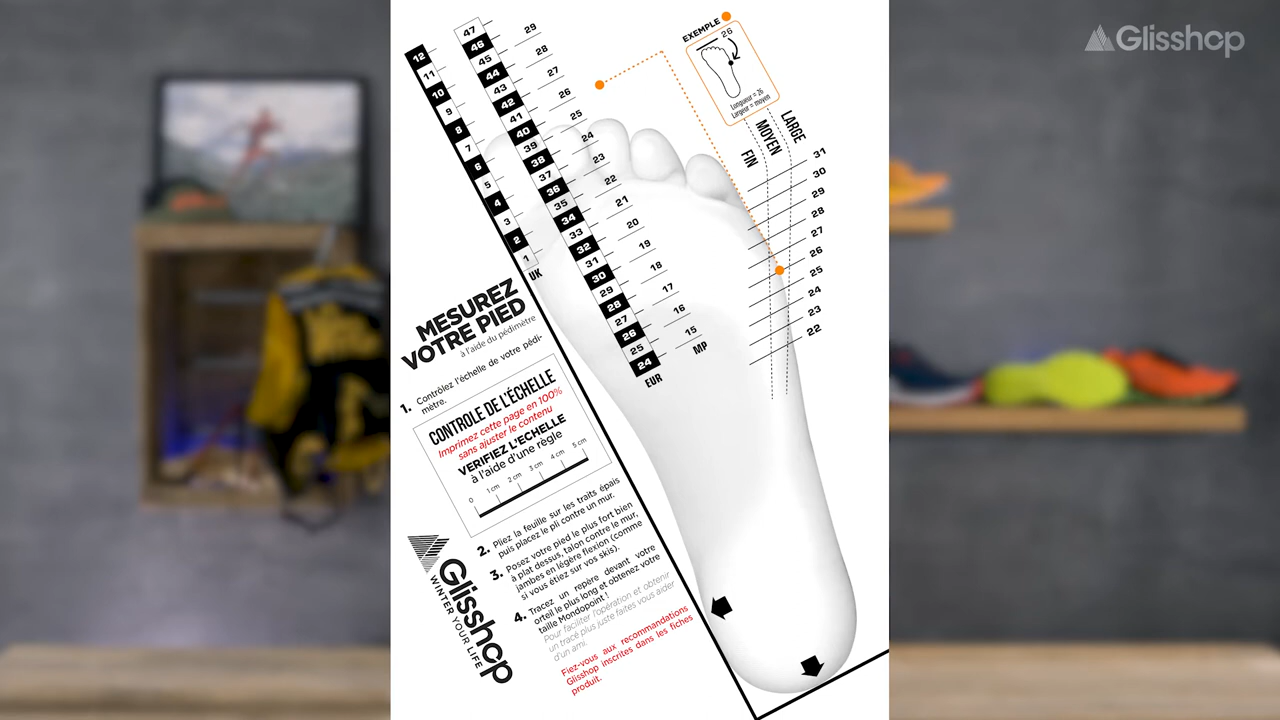 Glisshop
EXEMPLE
26
Longueur = 26
Largeur = moyen
FIN
MOYEN
LARGE
31
30
29
28
27
26
25
24
23
22
12
11
10
9
8
7
6
5
4
3
2
1
UK
47
46
45
44
43
42
41
40
39
38
37
36
35
34
33
32
31
30
29
28
27
26
25
24
EUR
29
28
27
26
25
24
23
22
21
20
19
18
17
16
15
MP
MESUREZ
VOTRE PIED
à l'aide du pédimètre
1. Contrôlez l'échelle de votre pédi-
mètre.
CONTROLE DE L'ÉCHELLE
Imprimez cette page en 100%
sans ajuster le contenu
VERIFIEZ L'ECHELLE
à l'aide d'une règle
0 1 cm 2 cm 3 cm 4 cm 5 cm
2. Pliez la feuille sur les traits épais
puis placez le pli contre un mur.
3. Posez votre pied le plus fort bien
à plat dessus, talon contre le mur,
jambes en légère flexion (comme
si vous étiez sur vos skis).
4. Tracez un repère devant votre
orteil le plus long et obtenez votre
taille Mondopoint !
Pour faciliter l'opération et obtenir
un tracé plus juste faites vous aider
d'un ami.
Fiez-vous aux recommandations
Glisshop inscrites dans les fiches
produit.
Glisshop
WINTER YOUR LIFE